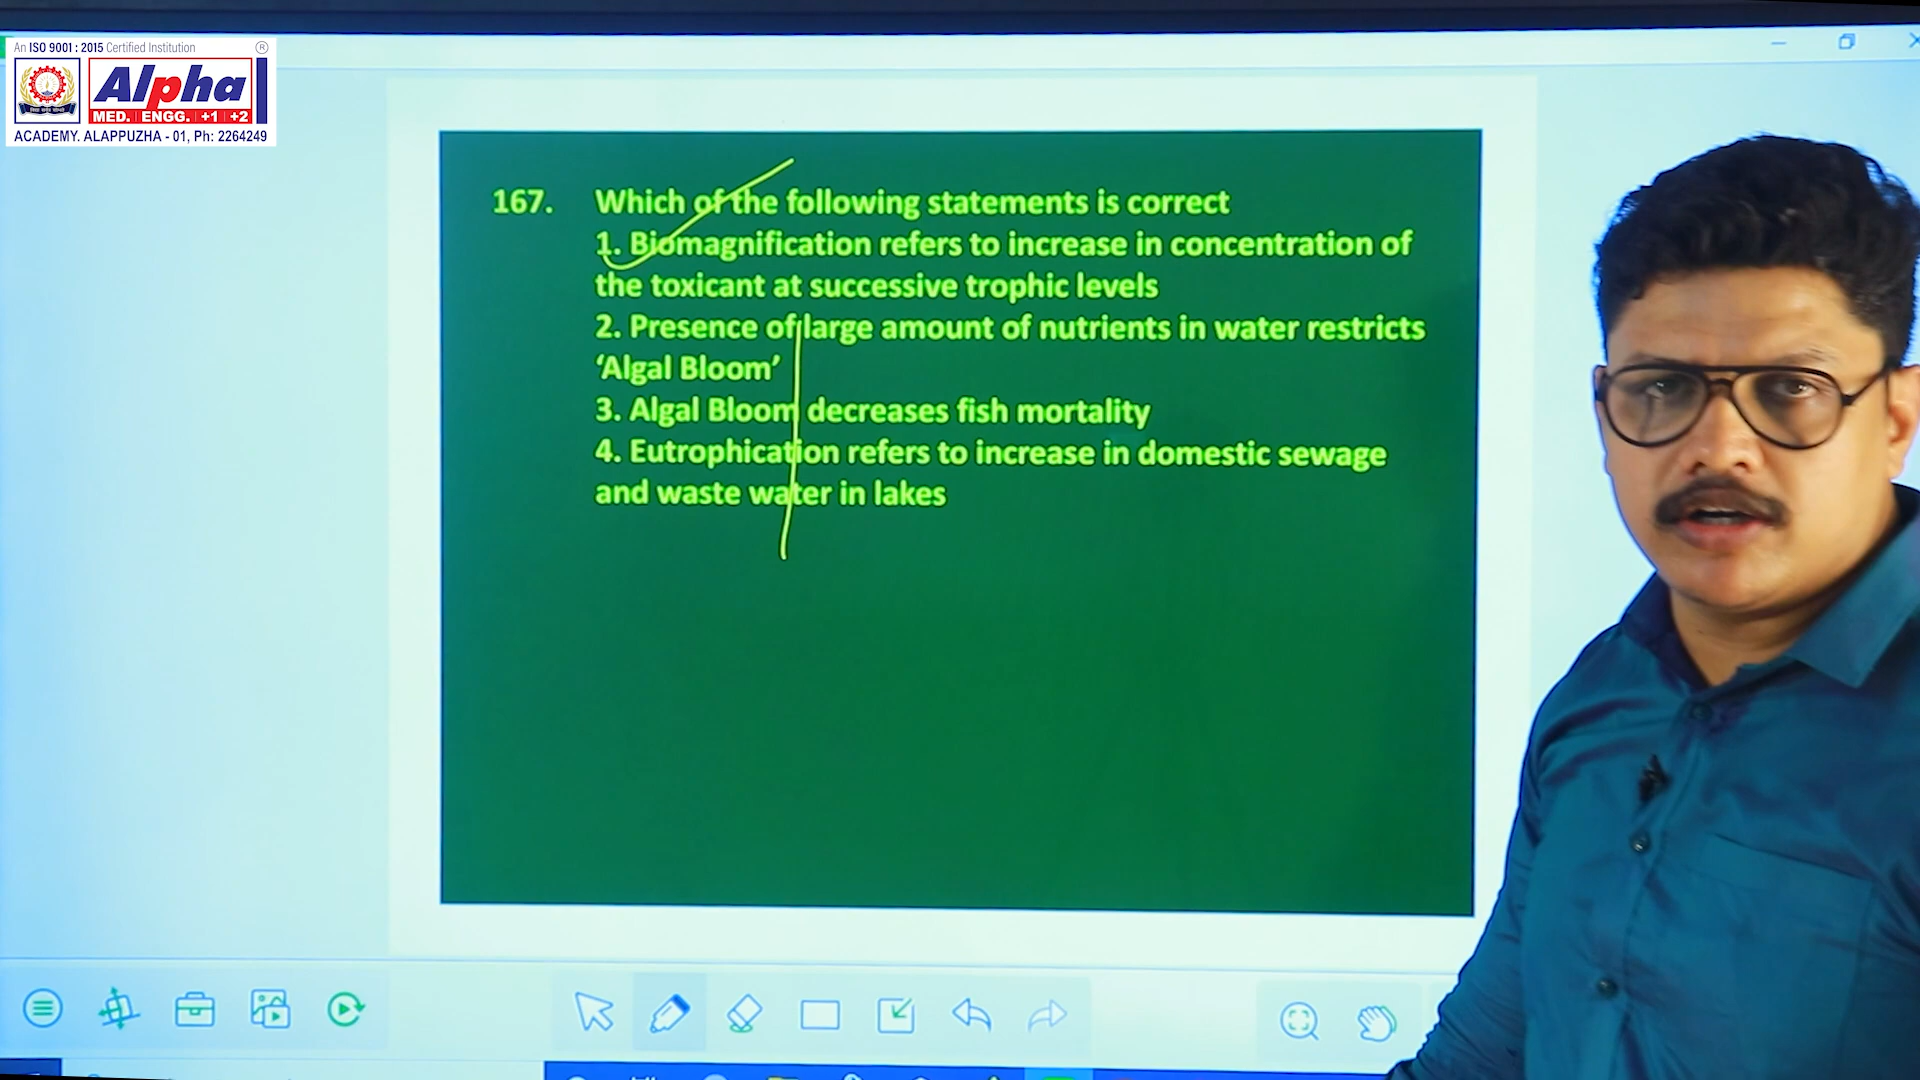 An ISO 9001 : 2015 Certified Institution ®
Alpha
MED. ENGG. +1 +2
ACADEMY. ALAPPUZHA - 01, Ph: 2264249
167. Which of the following statements is correct
1. Biomagnification refers to increase in concentration of
the toxicant at successive trophic levels
2. Presence of large amount of nutrients in water restricts
‘Algal Bloom’
3. Algal Bloom decreases fish mortality
4. Eutrophication refers to increase in domestic sewage
and waste water in lakes